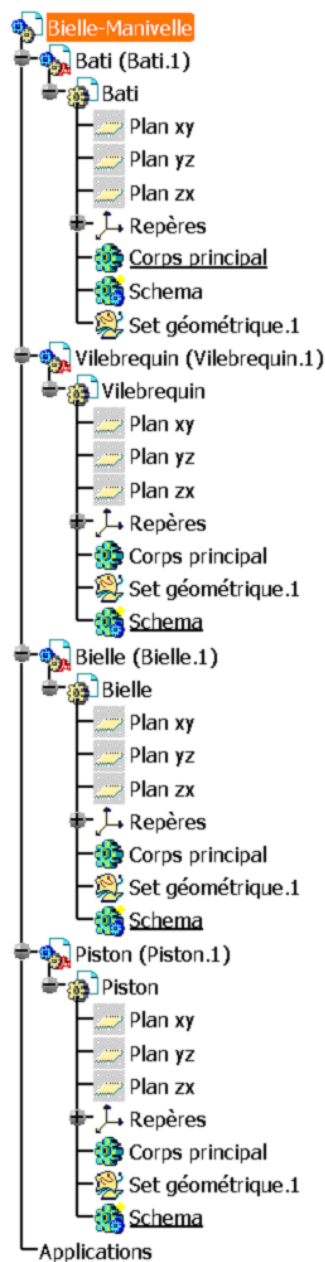 Bielle-Manivelle
Bati (Bati.1)
Bati
Plan xy
Plan yz
Plan zx
Repères
Corps principal
Schema
Set géométrique.1
Vilebrequin (Vilebrequin.1)
Vilebrequin
Plan xy
Plan yz
Plan zx
Repères
Corps principal
Set géométrique.1
Schema
Bielle (Bielle.1)
Bielle
Plan xy
Plan yz
Plan zx
Repères
Corps principal
Set géométrique.1
Schema
Piston (Piston.1)
Piston
Plan xy
Plan yz
Plan zx
Repères
Corps principal
Set géométrique.1
Schema
Applications